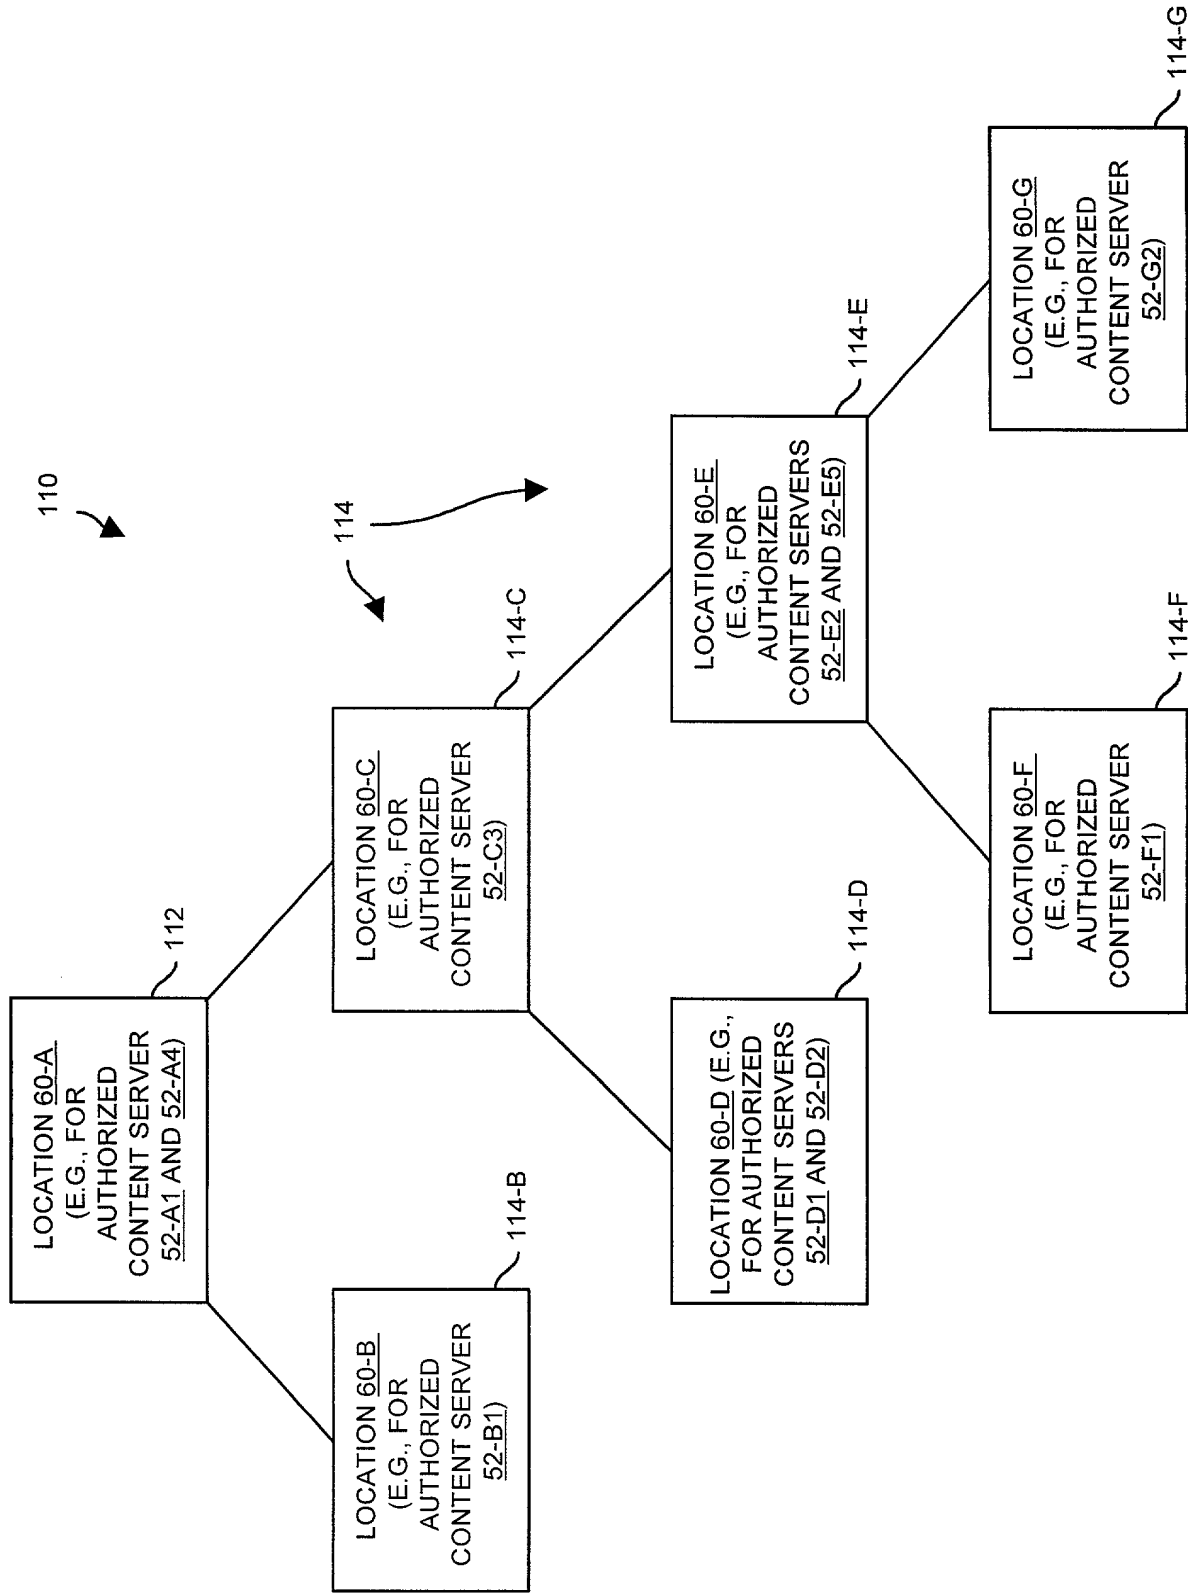 110
114
LOCATION 60-A
(E.G., FOR
AUTHORIZED
CONTENT SERVER
52-A1 AND 52-A4)
112
LOCATION 60-B
(E.G., FOR
AUTHORIZED
CONTENT SERVER
52-B1)
114-B
LOCATION 60-C
(E.G., FOR
AUTHORIZED
CONTENT SERVER
52-C3)
114-C
LOCATION 60-D (E.G.,
FOR AUTHORIZED
CONTENT SERVERS
52-D1 AND 52-D2)
114-D
LOCATION 60-E
(E.G., FOR
AUTHORIZED
CONTENT SERVERS
52-E2 AND 52-E5)
114-E
LOCATION 60-F
(E.G., FOR
AUTHORIZED
CONTENT SERVER
52-F1)
114-F
LOCATION 60-G
(E.G., FOR
AUTHORIZED
CONTENT SERVER
52-G2)
114-G